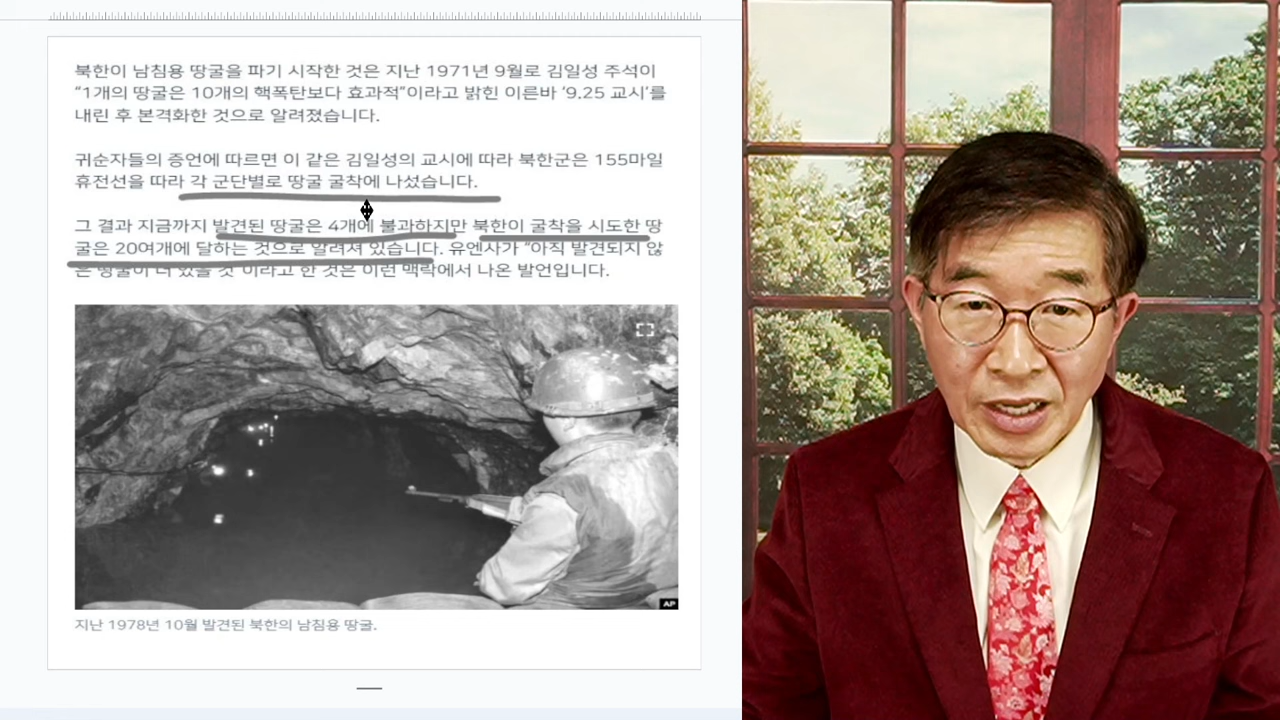 북한이 남침용 땅굴을 파기 시작한 것은 지난 1971년 9월로 김일성 주석이
“1개의 땅굴은 10개의 핵폭탄보다 효과적”이라고 밝힌 이른바 ‘9.25 교시’를
내린 후 본격화한 것으로 알려졌습니다.
귀순자들의 증언에 따르면 이 같은 김일성의 교시에 따라 북한군은 155마일
휴전선을 따라 각 군단별로 땅굴 굴착에 나섰습니다.
그 결과 지금까지 발견된 땅굴은 4개에 불과하지만 북한이 굴착을 시도한 땅
굴은 20여개에 달하는 것으로 알려져 있습니다. 유엔사가 “아직 발견되지 않
은 땅굴이 더 있을 것”이라고 한 것은 이런 맥락에서 나온 발언입니다.
AP
지난 1978년 10월 발견된 북한의 남침용 땅굴.